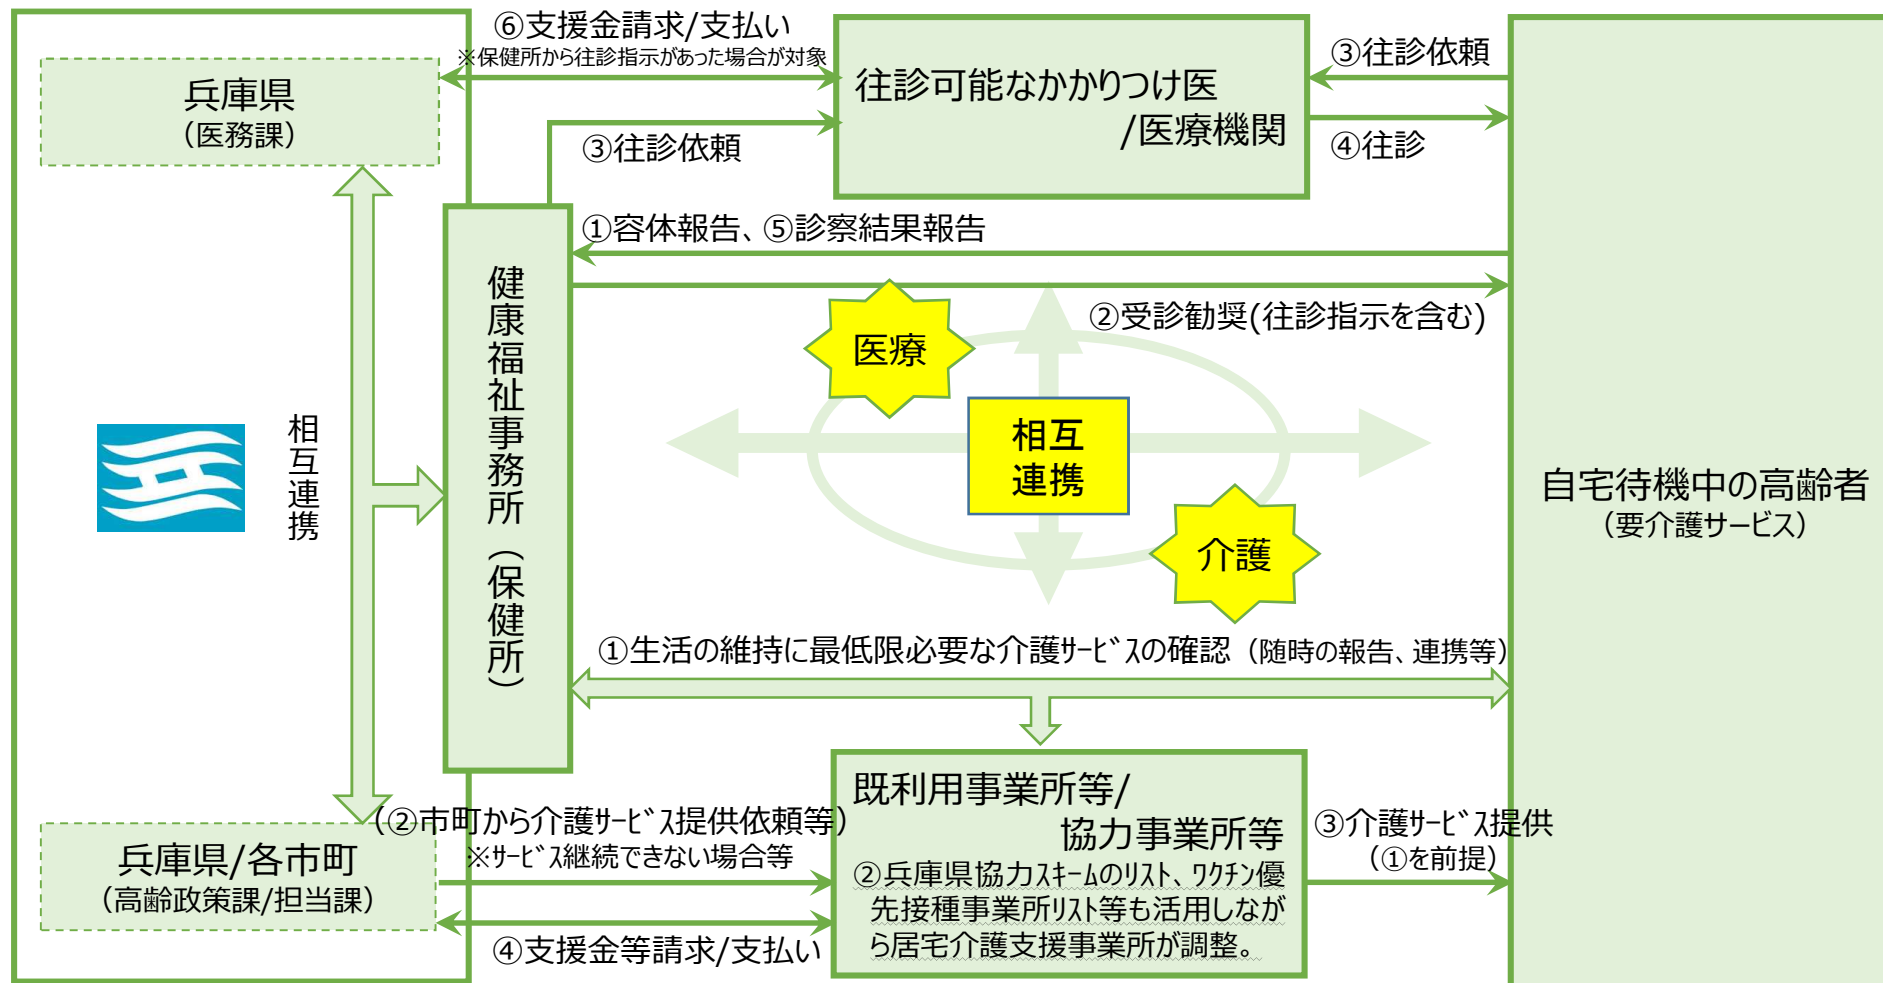 ⑥支援金請求/支払い
※保健所から往診指示があった場合が対象
兵庫県
（医務課）
往診可能なかかりつけ医
/医療機関
③往診依頼
④往診
③往診依頼
①容体報告、⑤診察結果報告
②受診勧奨(往診指示を含む)
健康福祉事務所（保健所）
医療
相互
連携
介護
相互連携
自宅待機中の高齢者
（要介護サービス）
①生活の維持に最低限必要な介護ｻｰﾋﾞｽの確認（随時の報告、連携等）
（②市町から介護ｻｰﾋﾞｽ提供依頼等）
※ｻｰﾋﾞｽ継続できない場合等
兵庫県/各市町
（高齢政策課/担当課）
④支援金等請求/支払い
既利用事業所等/
協力事業所等
②兵庫県協力ｽｷｰﾑのﾘｽﾄ、ﾜｸﾁﾝ優
先接種事業所ﾘｽﾄ等も活用しなが
ら居宅介護支援事業所が調整。
③介護ｻｰﾋﾞｽ提供
（①を前提）